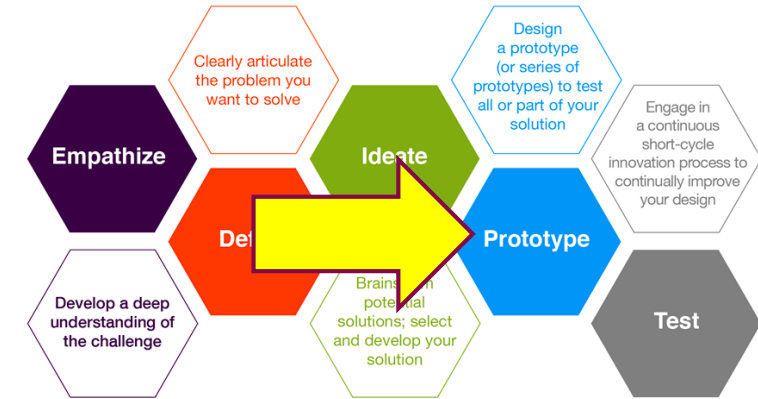 Empathize
Develop a deep
understanding of
the challenge
Clearly articulate
the problem you
want to solve
Ideate
potential
solutions; select
and develop your
solution
Design
a prototype
(or series of
prototypes) to test
all or part of your
solution
Prototype
Engage in
a continuous
short-cycle
innovation process to
continually improve
your design
Test